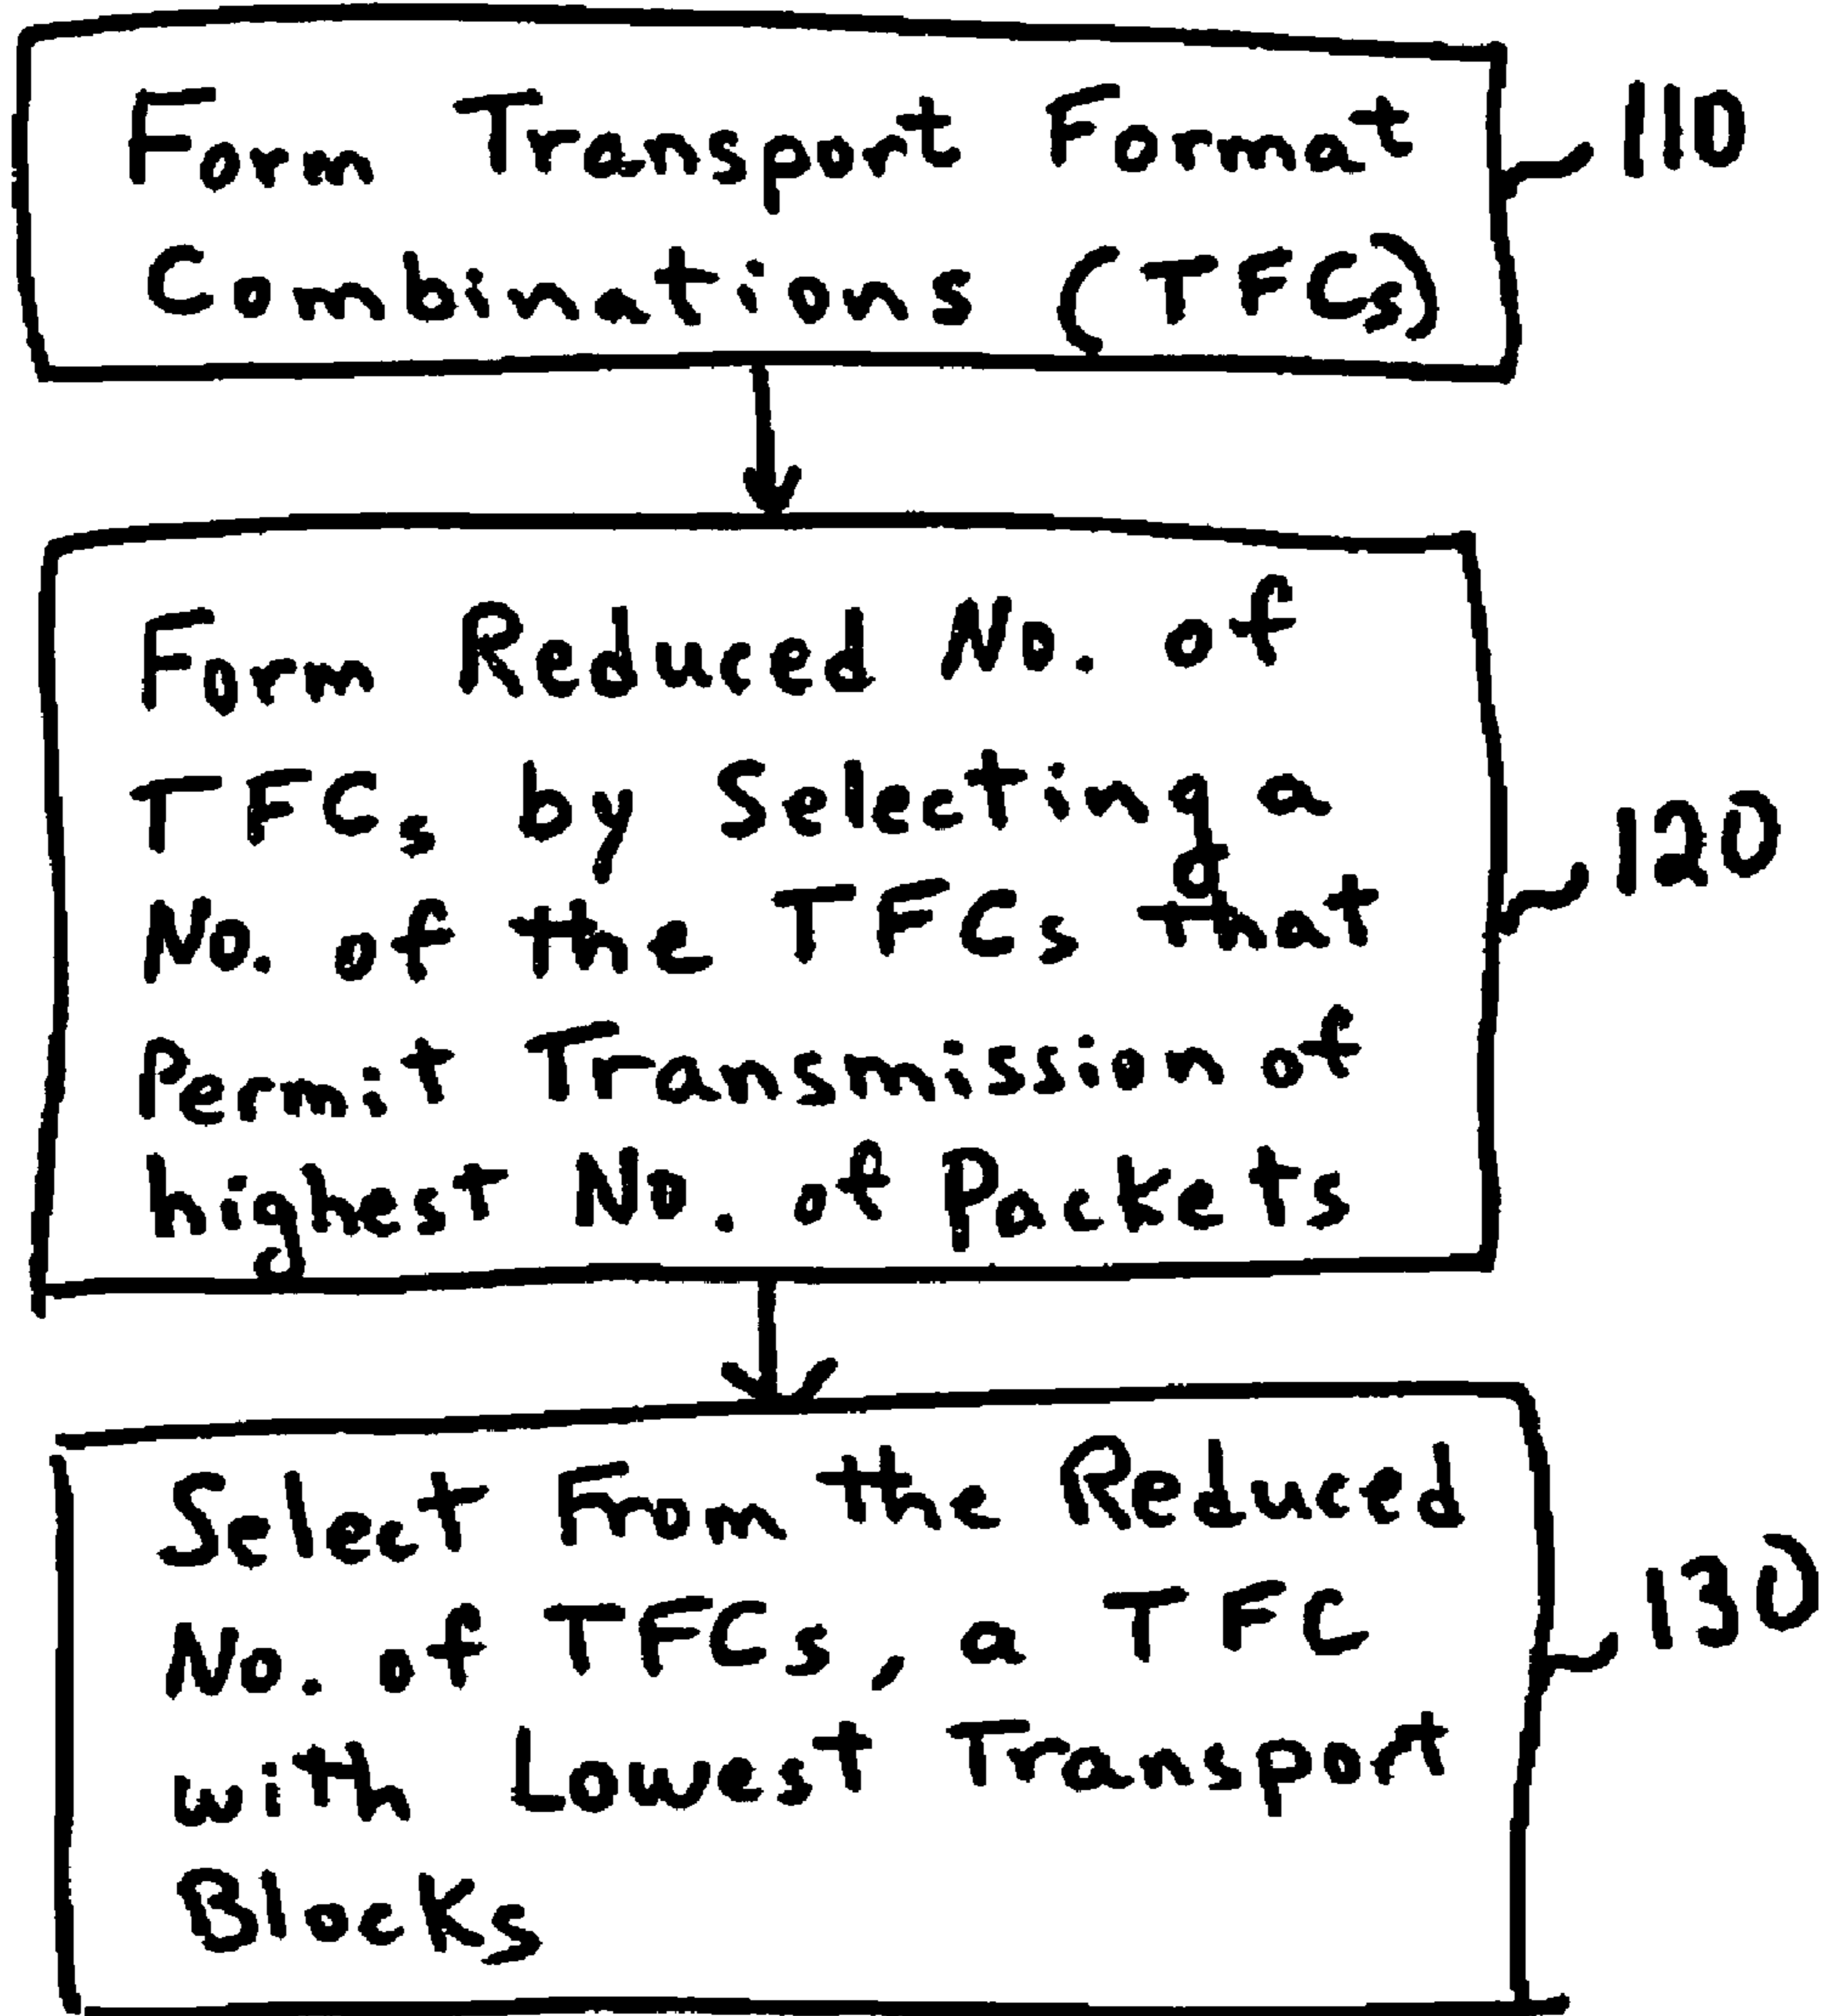 Form Transport Format 110
Combinations (TFCs)
Form Reduced No. of
TFCs by Selecting a
No. of the TFCs that 120
Permit Transmission of
highest No. of Packets
Select From the Reduced
No. of TFCs, a TFC 130
with Lowest Transport
Blocks